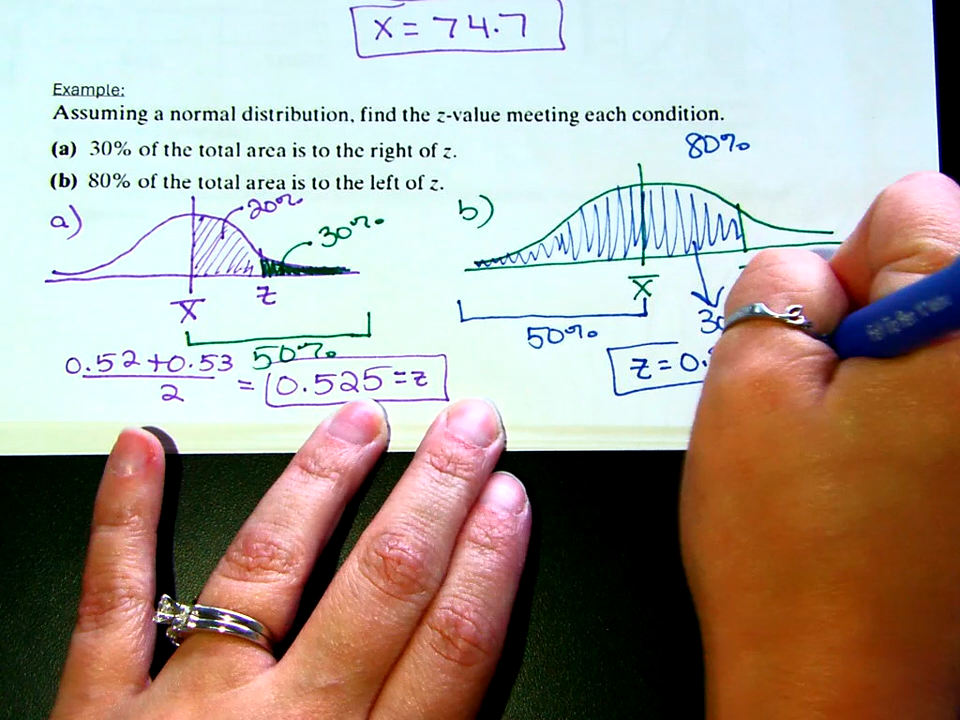 X = 74.7
Example:
Assuming a normal distribution, find the z-value meeting each condition.
(a) 30% of the total area is to the right of z.
(b) 80% of the total area is to the left of z.
80%
a)
20%
30%
X̅
z
50%
0.52 + 0.53
2
= 0.525 = z
b)
X̅
50%
z = 0.